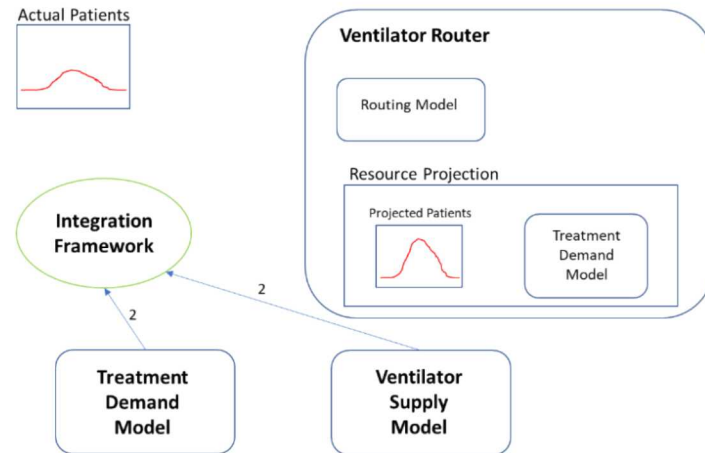 Actual Patients
Ventilator Router
Routing Model
Resource Projection
Projected Patients
Treatment
Demand
Model
Integration
Framework
2
2
Treatment
Demand
Model
Ventilator
Supply
Model